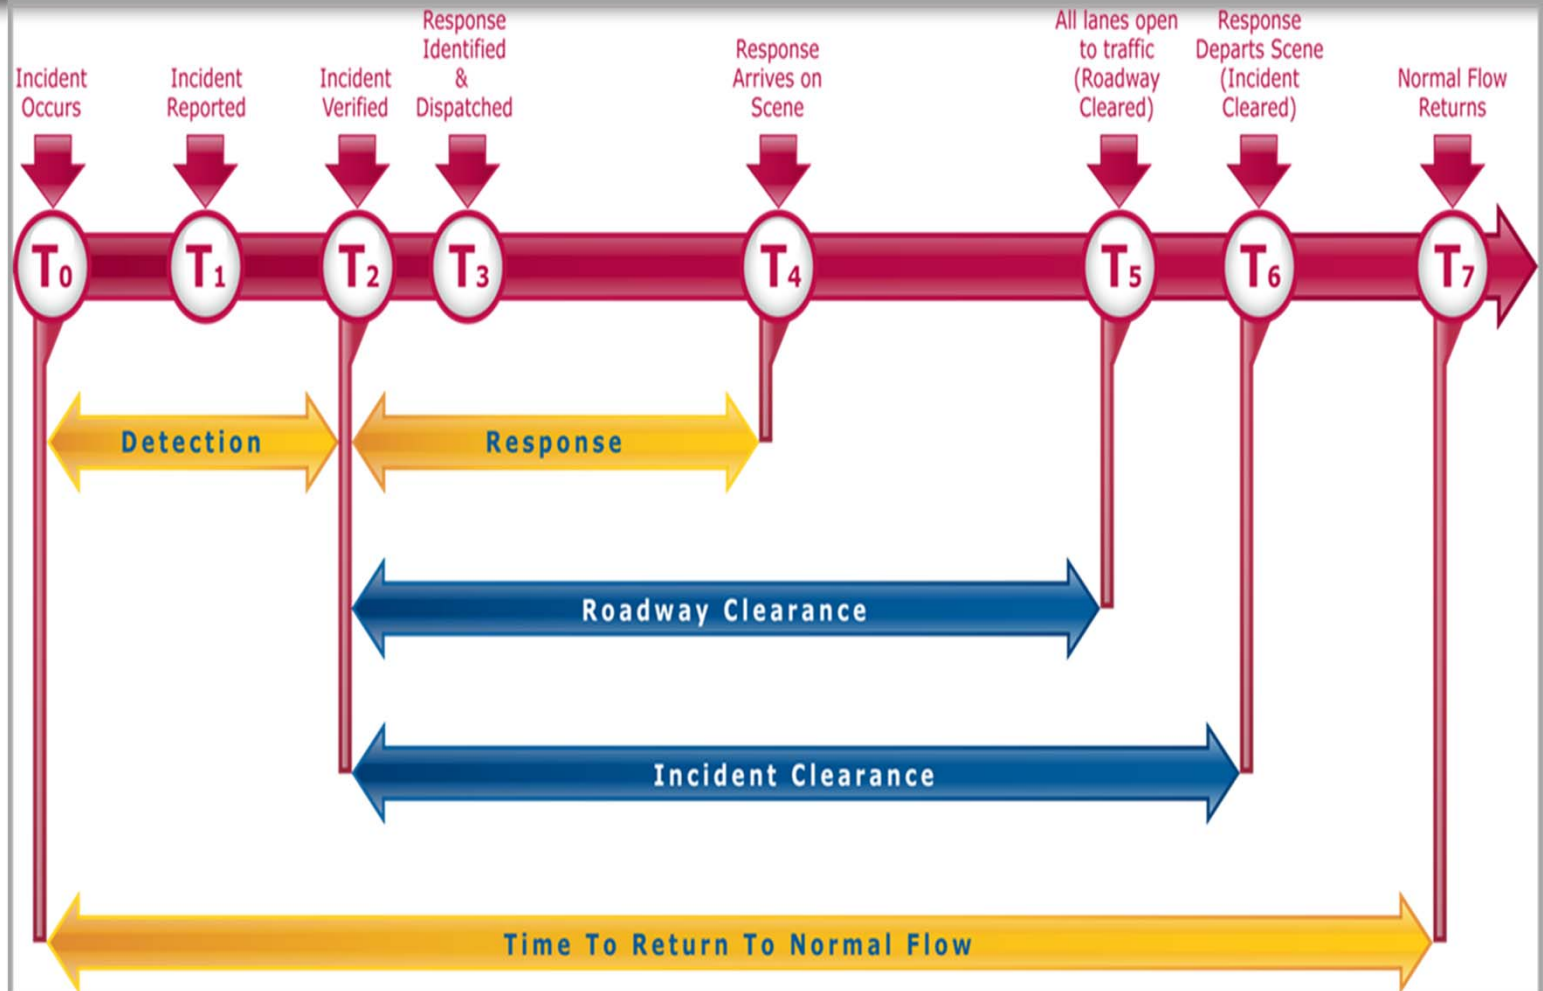 Incident
Occurs
Incident
Reported
Incident
Verified
Response
Identified
&
Dispatched
Response
Arrives on
Scene
All lanes open
to traffic
(Roadway
Cleared)
Response
Departs Scene
(Incident
Cleared)
Normal Flow
Returns
T0
T1
T2
T3
T4
T5
T6
T7
Detection
Response
Roadway Clearance
Incident Clearance
Time To Return To Normal Flow